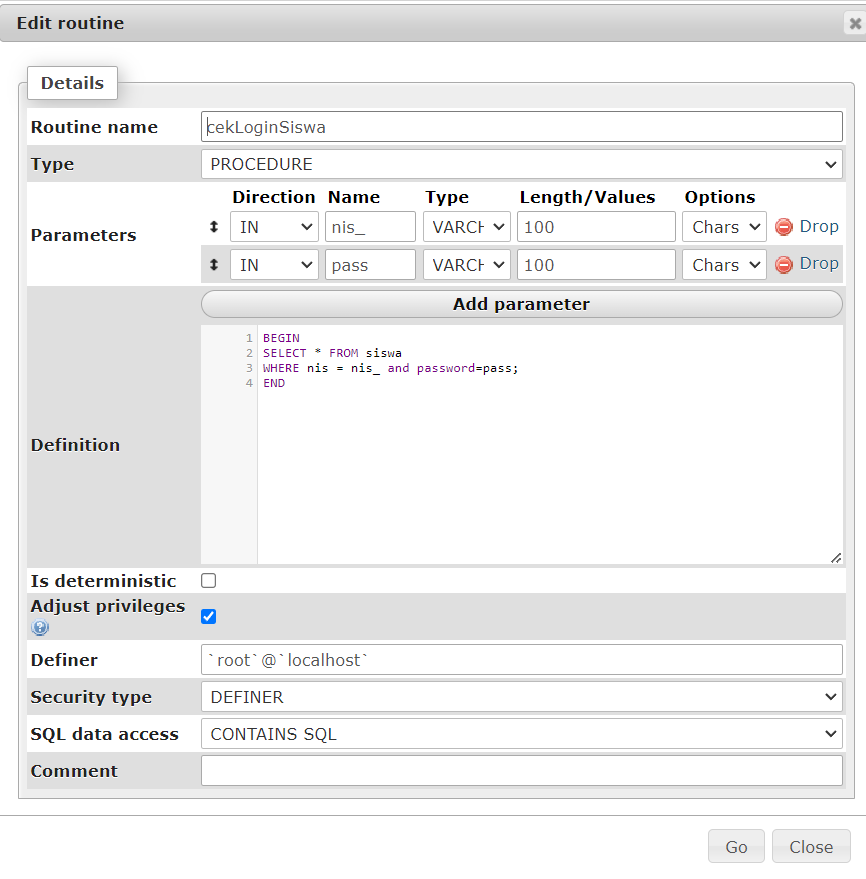 Edit routine
Details
Routine name cekLoginSiswa
Type PROCEDURE
Direction Name Type Length/Values Options
Parameters
IN nis_ VARCH 100 Chars Drop
IN pass VARCH 100 Chars Drop
Add parameter
Definition
1 BEGIN
2 SELECT * FROM siswa
3 WHERE nis = nis_ and password=pass;
4 END
Is deterministic
Adjust privileges
Definer `root`@`localhost`
Security type DEFINER
SQL data access CONTAINS SQL
Comment
Go Close